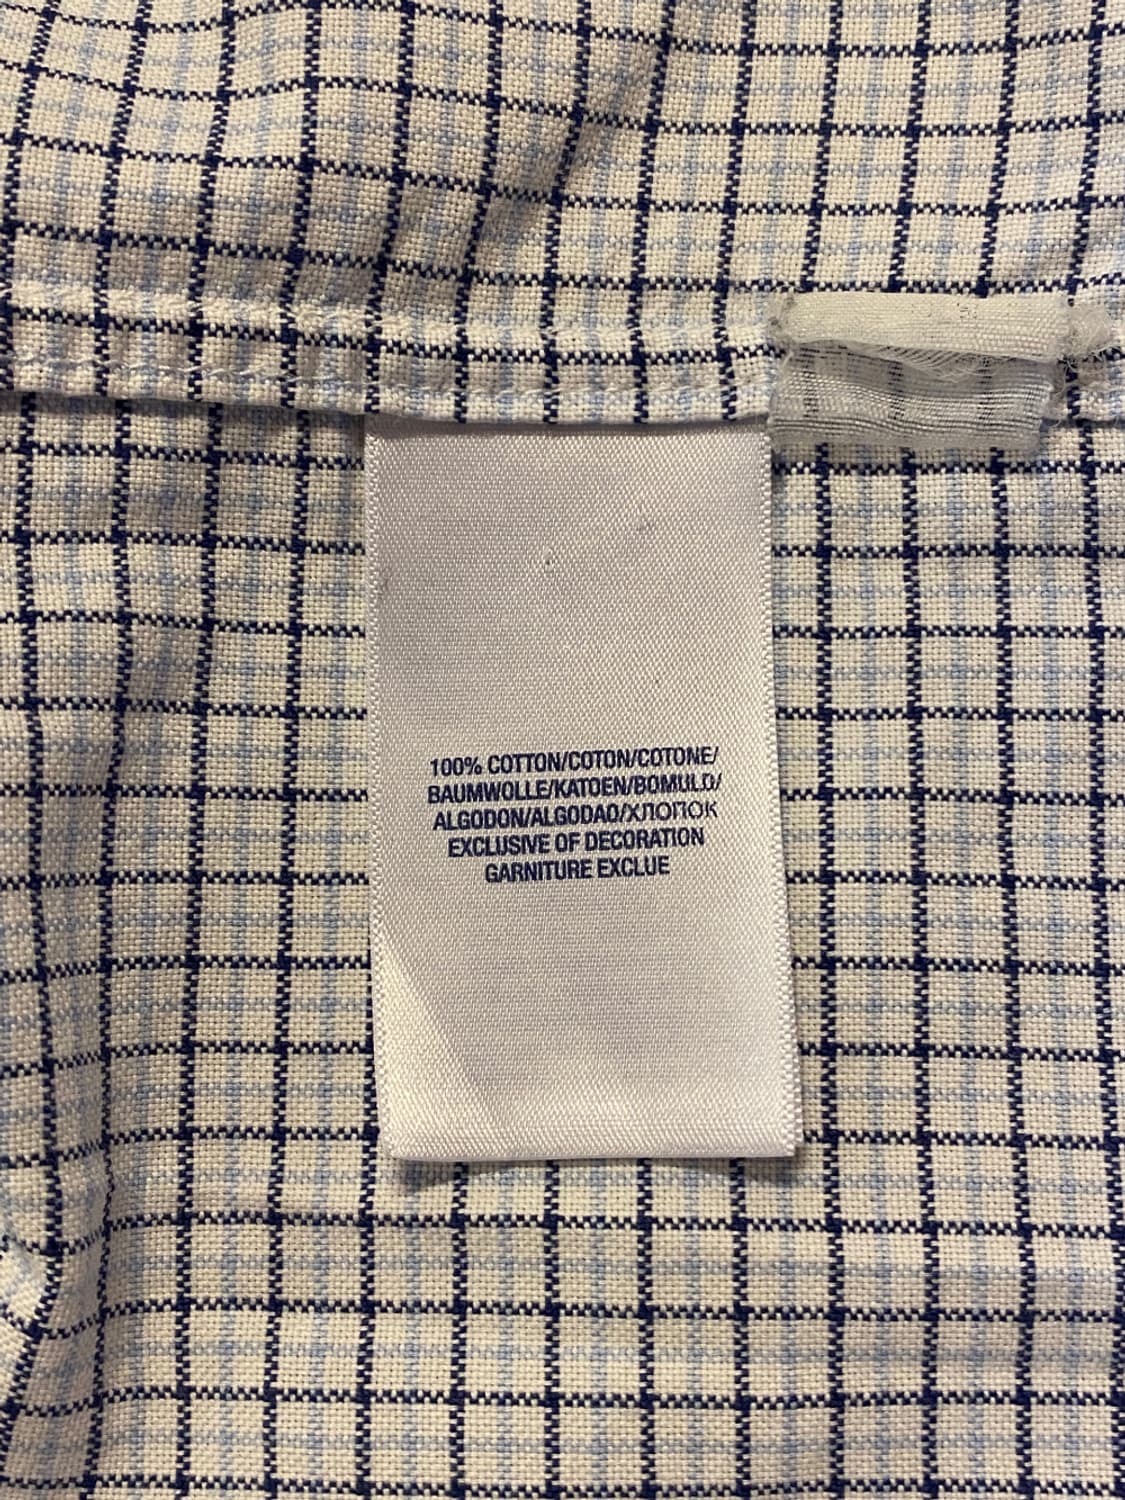 100% COTTON/COTON/COTONE/
BAUMWOLLE/KATOEN/BOMULD/
ALGODON/ALGODAO/ХЛОПОК
EXCLUSIVE OF DECORATION
GARNITURE EXCLUE